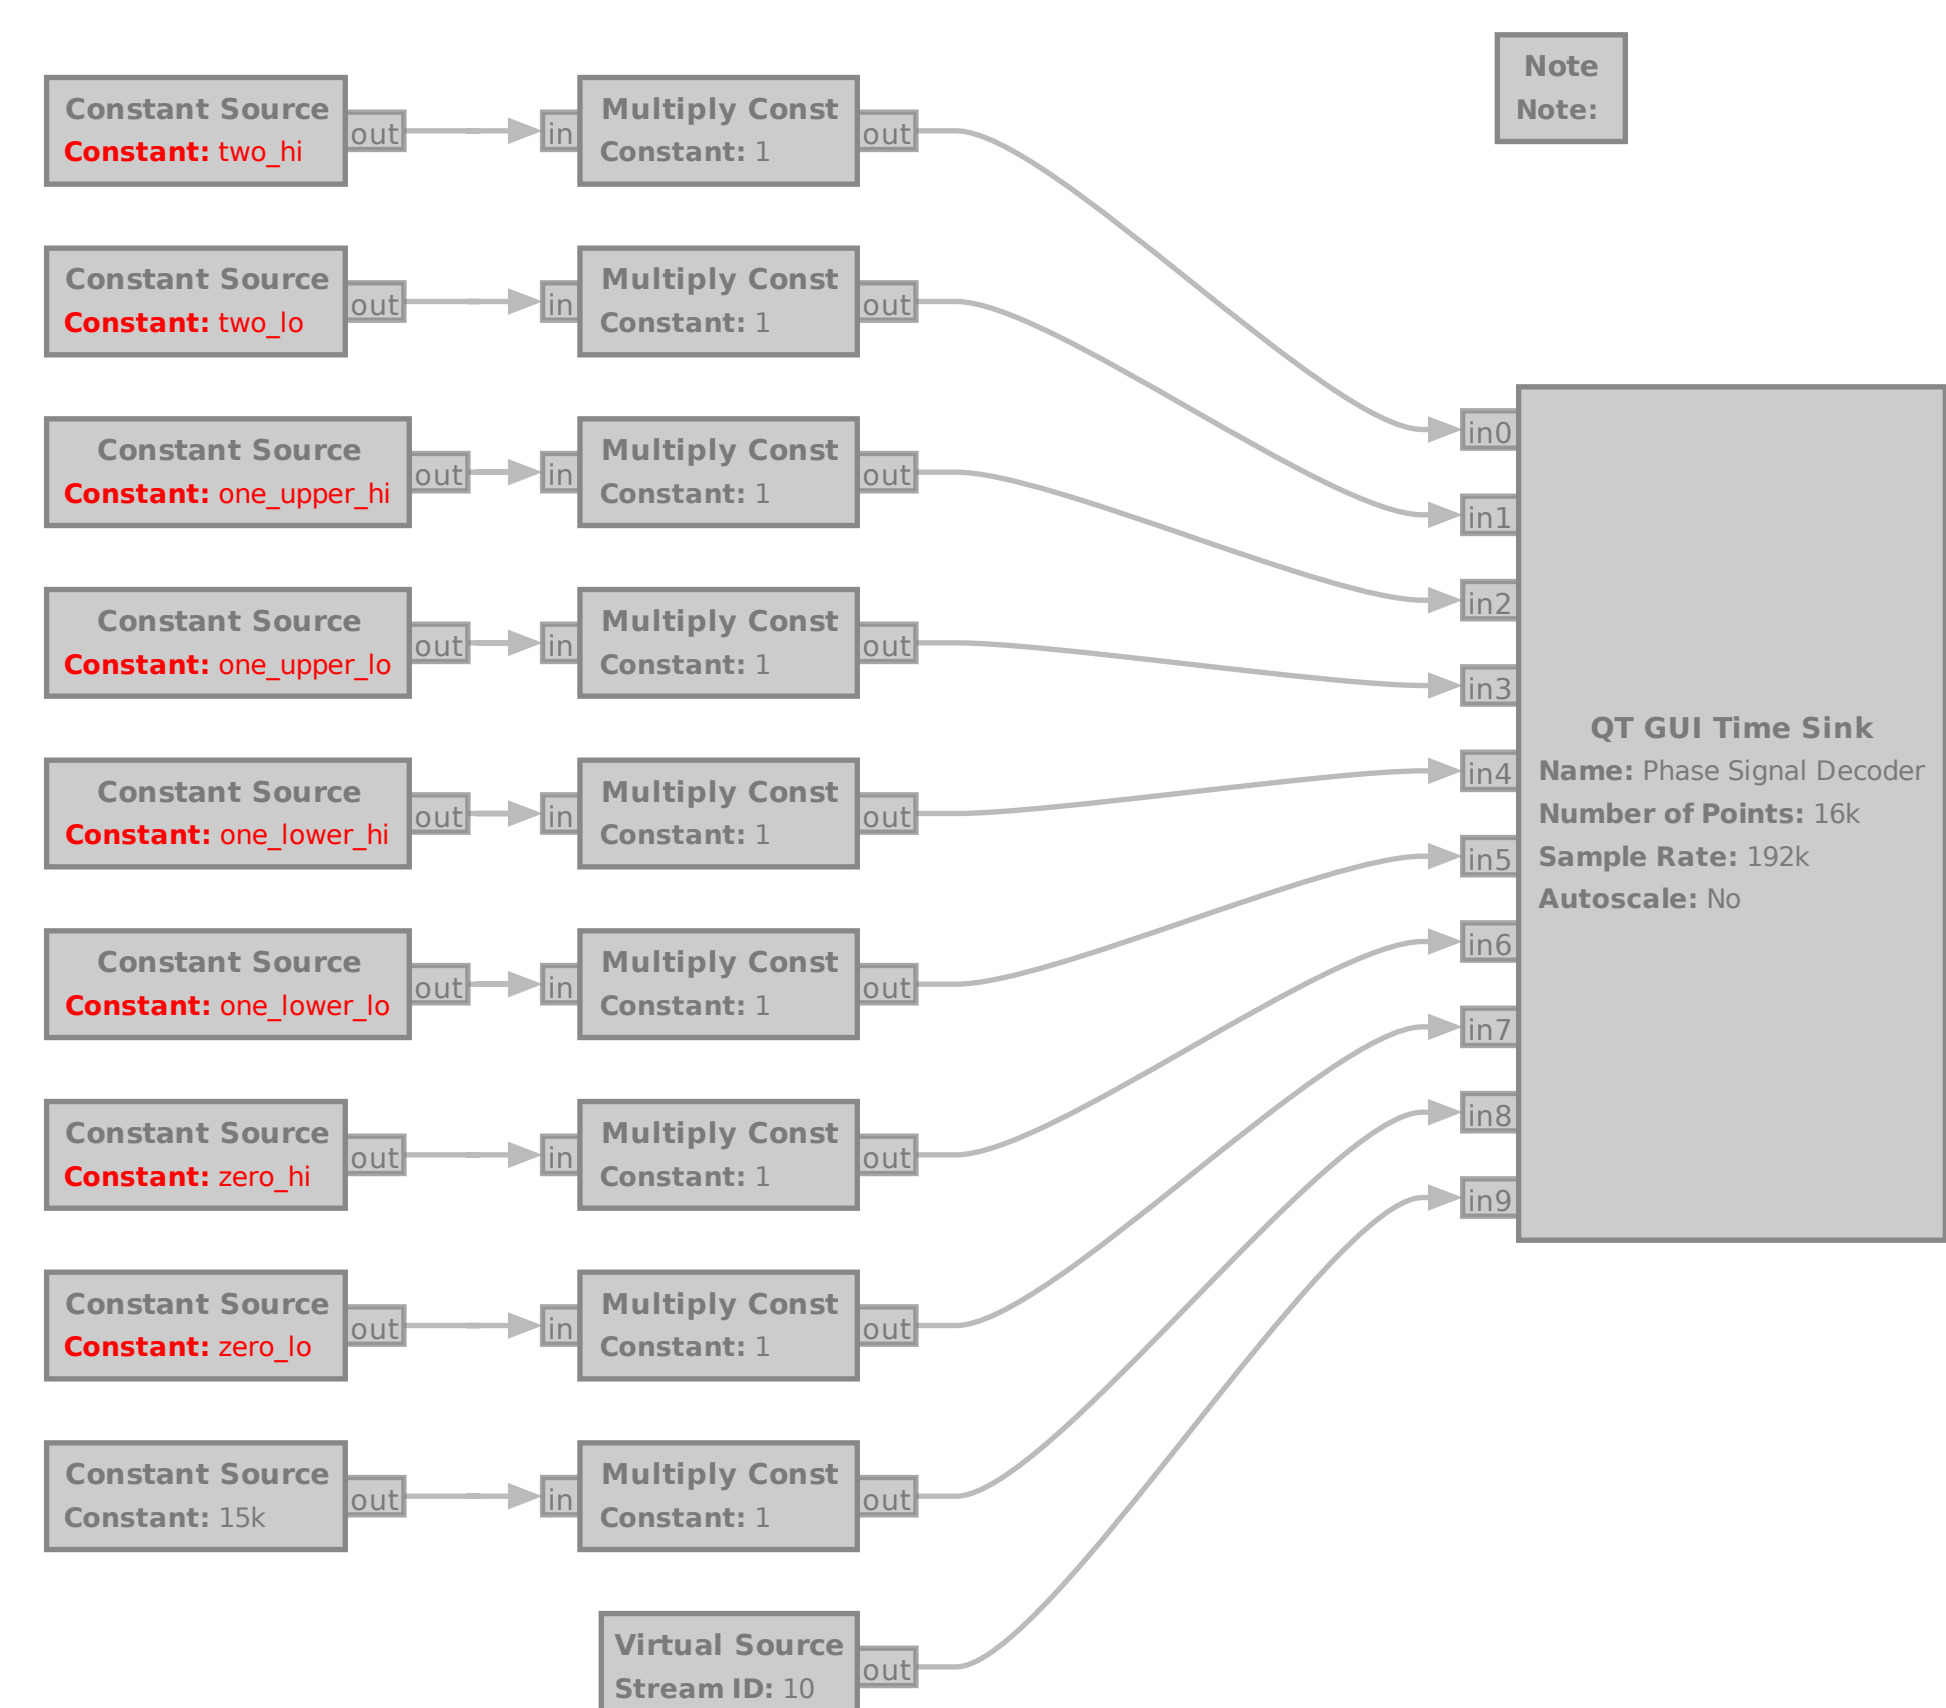 Note
Note:
Constant Source
Constant: two_hi
out
in
Multiply Const
Constant: 1
out
Constant Source
Constant: two_lo
out
in
Multiply Const
Constant: 1
out
Constant Source
Constant: one_upper_hi
out
in
Multiply Const
Constant: 1
out
Constant Source
Constant: one_upper_lo
out
in
Multiply Const
Constant: 1
out
Constant Source
Constant: one_lower_hi
out
in
Multiply Const
Constant: 1
out
Constant Source
Constant: one_lower_lo
out
in
Multiply Const
Constant: 1
out
Constant Source
Constant: zero_hi
out
in
Multiply Const
Constant: 1
out
Constant Source
Constant: zero_lo
out
in
Multiply Const
Constant: 1
out
Constant Source
Constant: 15k
out
in
Multiply Const
Constant: 1
out
Virtual Source
Stream ID: 10
out
in0
in1
in2
in3
in4
in5
in6
in7
in8
in9
QT GUI Time Sink
Name: Phase Signal Decoder
Number of Points: 16k
Sample Rate: 192k
Autoscale: No